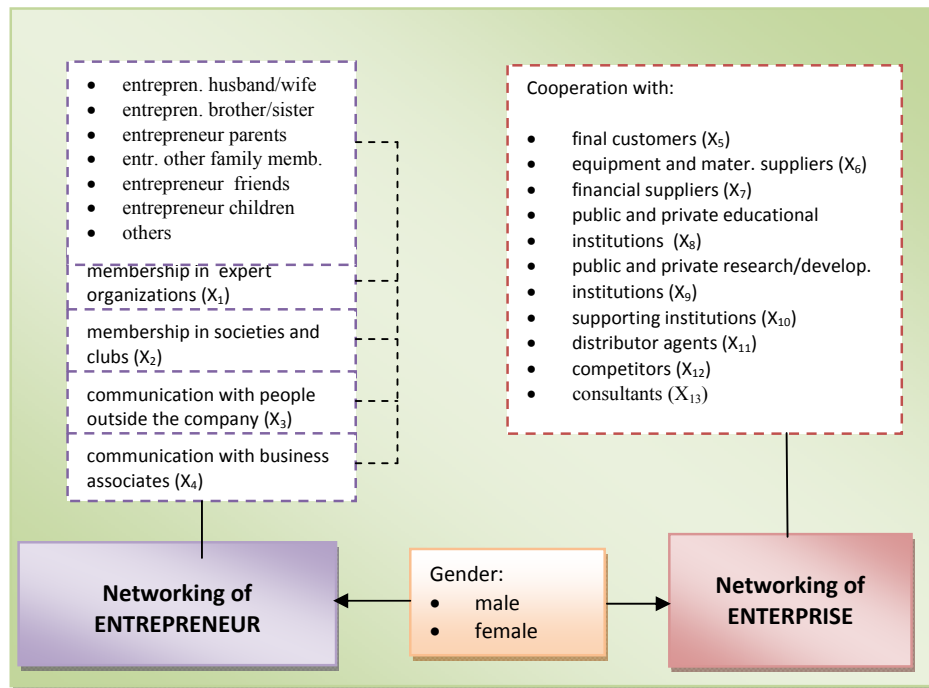 • entrepren. husband/wife
• entrepren. brother/sister
• entrepreneur parents
• entr. other family memb.
• entrepreneur friends
• entrepreneur children
• others
membership in expert
organizations (X₁)
membership in societies and
clubs (X₂)
communication with people
outside the company (X₃)
communication with business
associates (X₄)
Cooperation with:
• final customers (X₅)
• equipment and mater. suppliers (X₆)
• financial suppliers (X₇)
• public and private educational
• institutions (X₈)
• public and private research/develop.
• institutions (X₉)
• supporting institutions (X₁₀)
• distributor agents (X₁₁)
• competitors (X₁₂)
• consultants (X₁₃)
Networking of
ENTREPRENEUR
Gender:
• male
• female
Networking of
ENTERPRISE